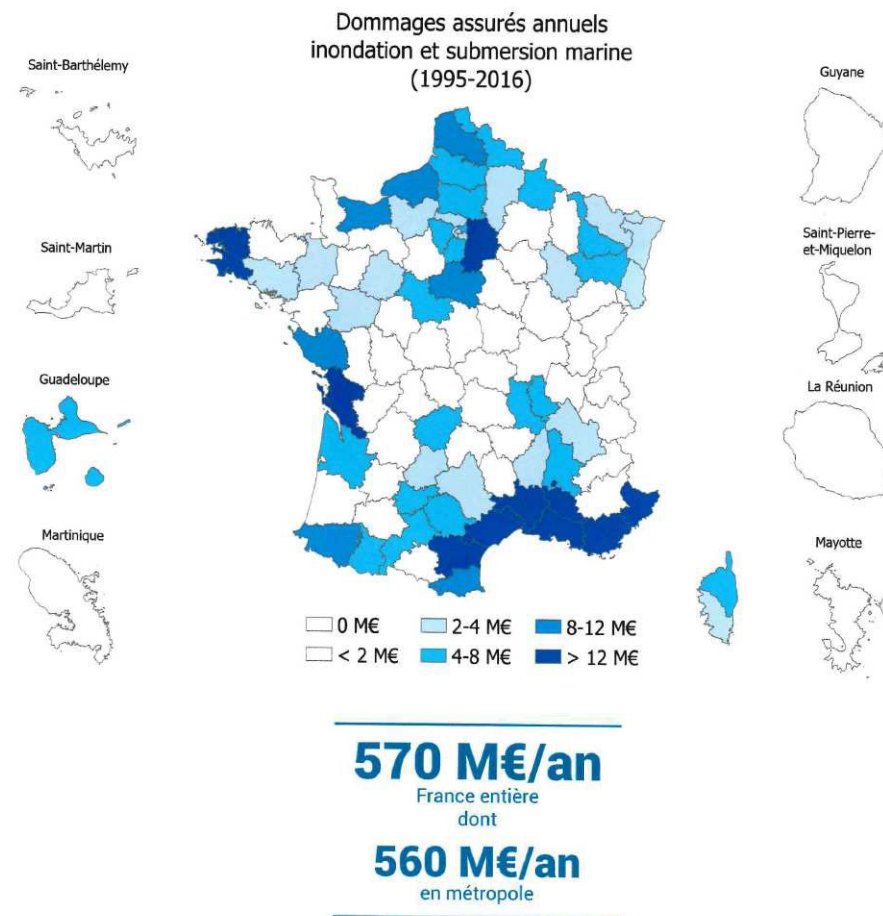 Dommages assurés annuels
inondation et submersion marine
(1995-2016)
Saint-Barthélemy
Guyane
Saint-Martin
Saint-Pierre-
et-Miquelon
Guadeloupe
La Réunion
Martinique
Mayotte
0 M€
2-4 M€
8-12 M€
< 2 M€
4-8 M€
> 12 M€
570 M€/an
France entière
dont
560 M€/an
en métropole